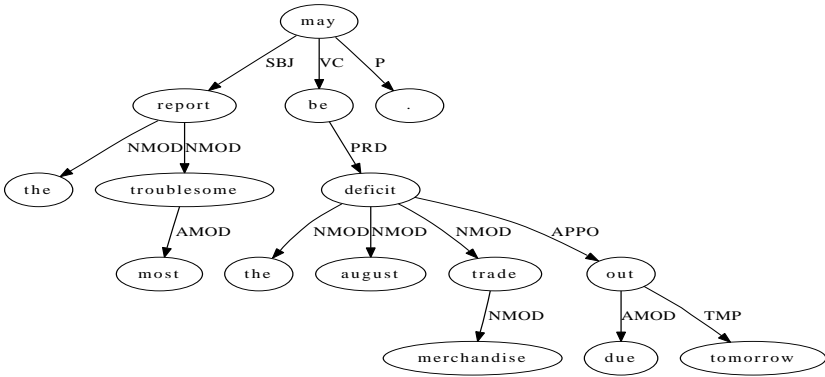 may
SBJ VC P
report be .
NMOD NMOD PRD
the troublesome deficit
AMOD NMOD NMOD NMOD APPO
most the august trade out
NMOD AMOD TMP
merchandise due tomorrow